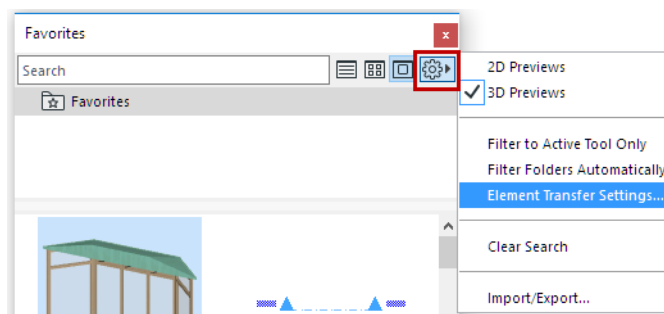 Favorites
x
Search
Favorites
2D Previews
3D Previews
Filter to Active Tool Only
Filter Folders Automatically
Element Transfer Settings...
Clear Search
Import/Export...